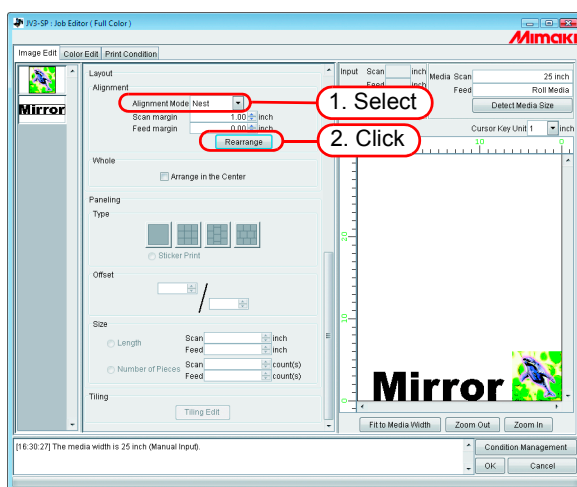 JV3-SP : Job Editor ( Full Color )
Mimaki
Image Edit Color Edit Print Condition
Mirror
Layout
Alignment
Alignment Mode Nest
Scan margin 1.00 inch
Feed margin 0.00 inch
Rearrange
1. Select
2. Click
Whole
Arrange in the Center
Paneling
Type
Sticker Print
Offset
/
Size
Length
Scan inch
Feed inch
Number of Pieces
Scan count(s)
Feed count(s)
Tiling
Tiling Edit
Input Scan inch
Feed
Media Scan 25 inch
Feed Roll Media
Detect Media Size
Cursor Key Unit 1 inch
10 0
20
10
0
Mirror
Fit to Media Width Zoom Out Zoom In
[16:30:27] The media width is 25 inch (Manual Input).
Condition Management
OK Cancel